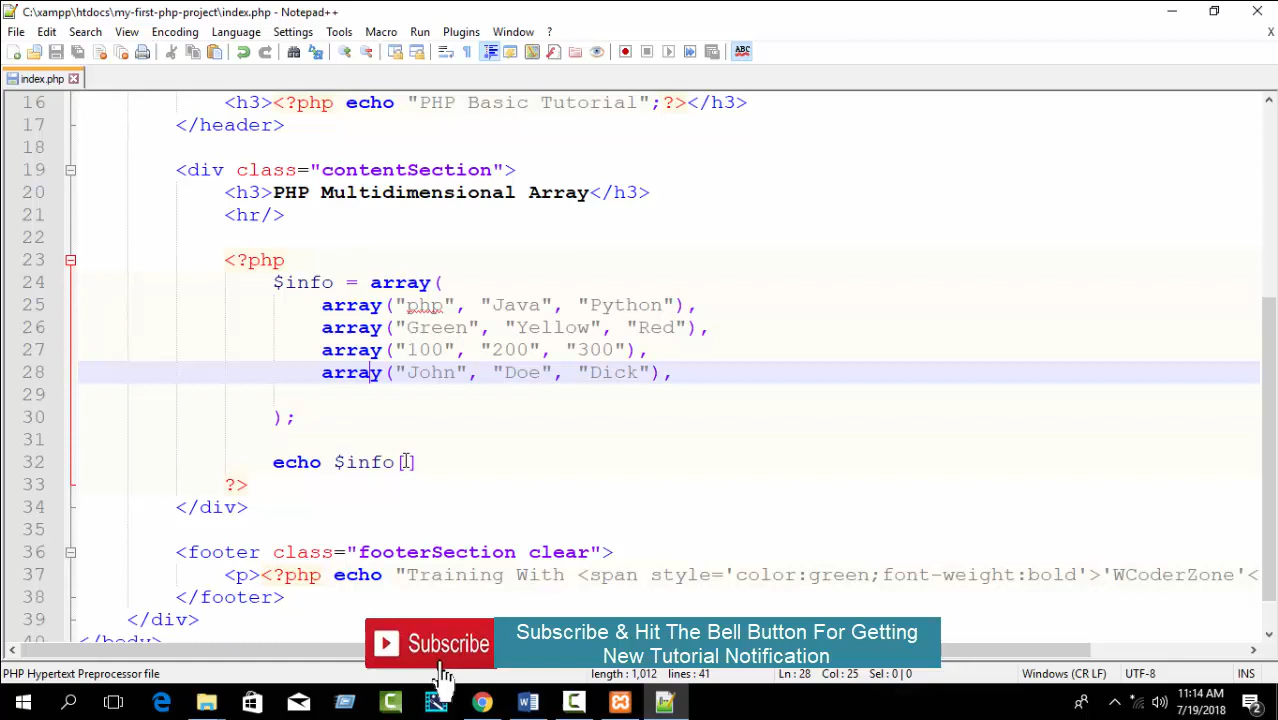 C:\xampp\htdocs\my-first-php-project\index.php - Notepad++
File Edit Search View Encoding Language Settings Tools Macro Run Plugins Window ?
X
ABC
index.php
16 <h3><?php echo "PHP Basic Tutorial";?></h3>
17 </header>
18
19 <div class="contentSection">
20 <h3>PHP Multidimensional Array</h3>
21 <hr/>
22
23 <?php
24 $info = array(
25 array("php", "Java", "Python"),
26 array("Green", "Yellow", "Red"),
27 array("100", "200", "300"),
28 array("John", "Doe", "Dick"),
29
30 );
31
32 echo $info[]
33 ?>
34 </div>
35
36 <footer class="footerSection clear">
37 <p><?php echo "Training With <span style='color:green;font-weight:bold'>'WCoderZone'<
38 </footer>
39 </div>
40 </body>
Subscribe
Subscribe & Hit The Bell Button For Getting
New Tutorial Notification
PHP Hypertext Preprocessor file length : 1,012 lines : 41 Ln : 28 Col : 25 Sel : 0 | 0 Windows (CR LF) UTF-8 INS
11:14 AM
7/19/2018
2